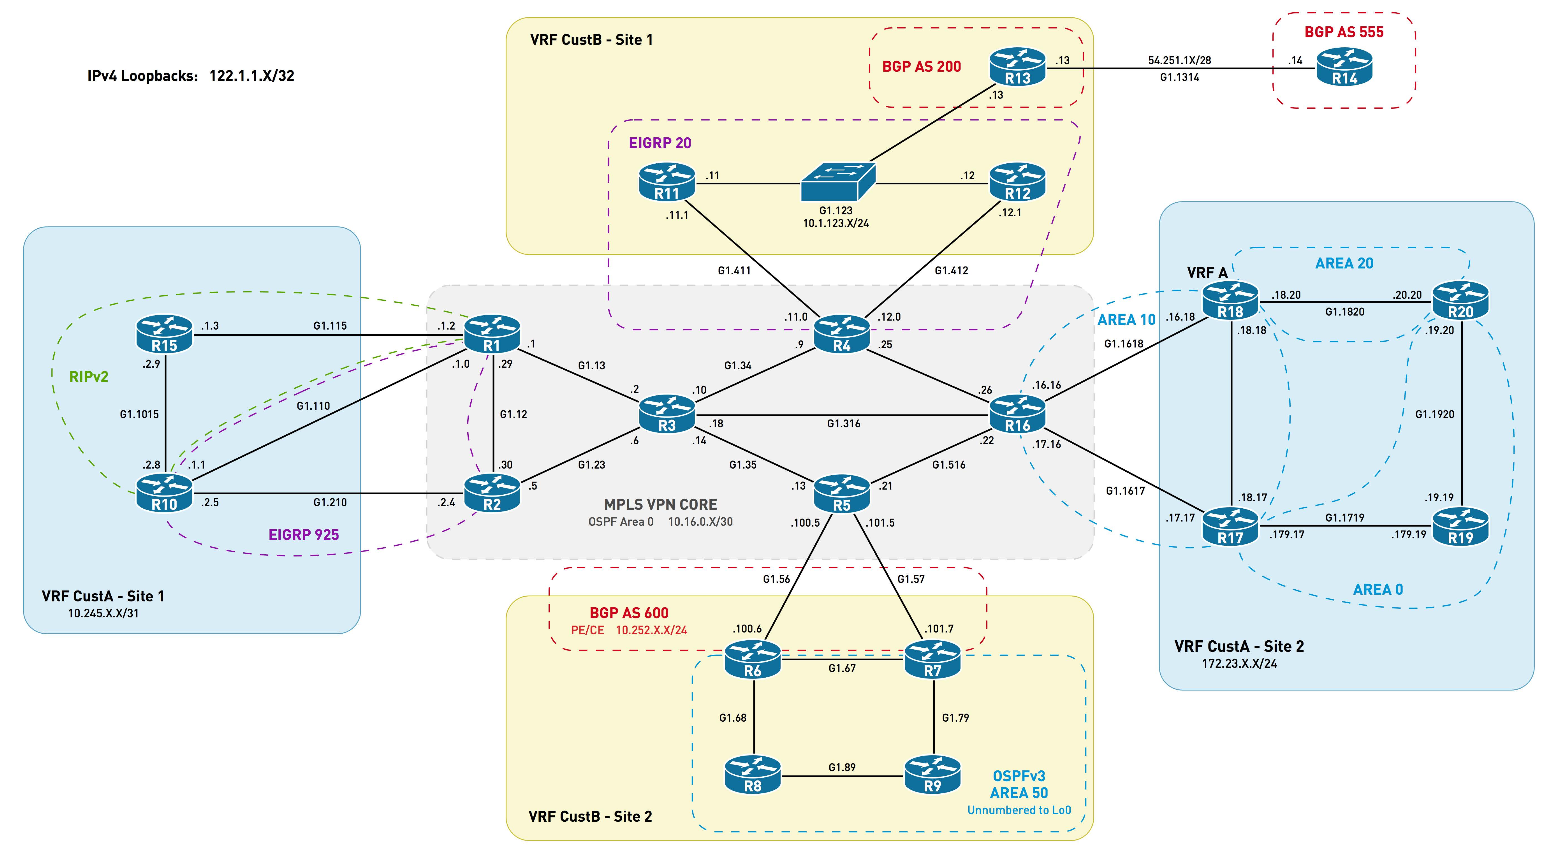 VRF CustB - Site 1
BGP AS 200
R13
.13
.13
54.251.1X/28
G1.1314
BGP AS 555
.14
R14
IPv4 Loopbacks: 122.1.1.X/32
EIGRP 20
R11
.11
.11.1
G1.123
10.1.123.X/24
.12
R12
.12.1
G1.411
G1.412
VRF A
AREA 20
R18
.18.20
G1.1820
.20.20
R20
.16.18
.18.18
.19.20
AREA 10
G1.1618
R15
.1.3
G1.115
.1.2
R1
.2.9
.1.0
.29
.1
RIPv2
G1.110
G1.1015
G1.12
G1.13
.11.0
.12.0
R4
.9
.25
G1.34
.2
.10
R3
.18
.6
.14
G1.316
.26
.16.16
R16
.22
.17.16
G1.1920
.2.8
.1.1
R10
.2.5
G1.210
.30
R2
.2.4
.5
G1.23
G1.35
G1.516
.13
.21
R5
.100.5
.101.5
MPLS VPN CORE
OSPF Area 0 10.16.0.X/30
G1.1617
.18.17
.17.17
R17
.179.17
G1.1719
.179.19
.19.19
R19
EIGRP 925
VRF CustA - Site 1
10.245.X.X/31
G1.56
G1.57
AREA 0
BGP AS 600
PE/CE 10.252.X.X/24
.100.6
.101.7
R6
G1.67
R7
VRF CustA - Site 2
172.23.X.X/24
G1.68
G1.79
R8
G1.89
R9
OSPFv3
AREA 50
Unnumbered to Lo0
VRF CustB - Site 2